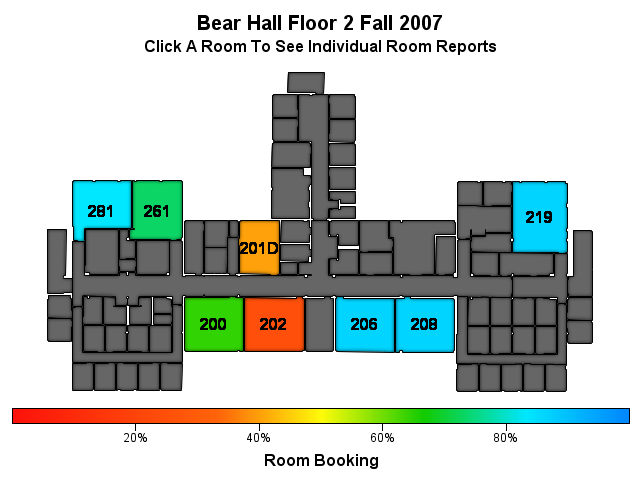 Bear Hall Floor 2 Fall 2007
Click A Room To See Individual Room Reports
281 261 219
201D
200 202 206 208
20% 40% 60% 80%
Room Booking